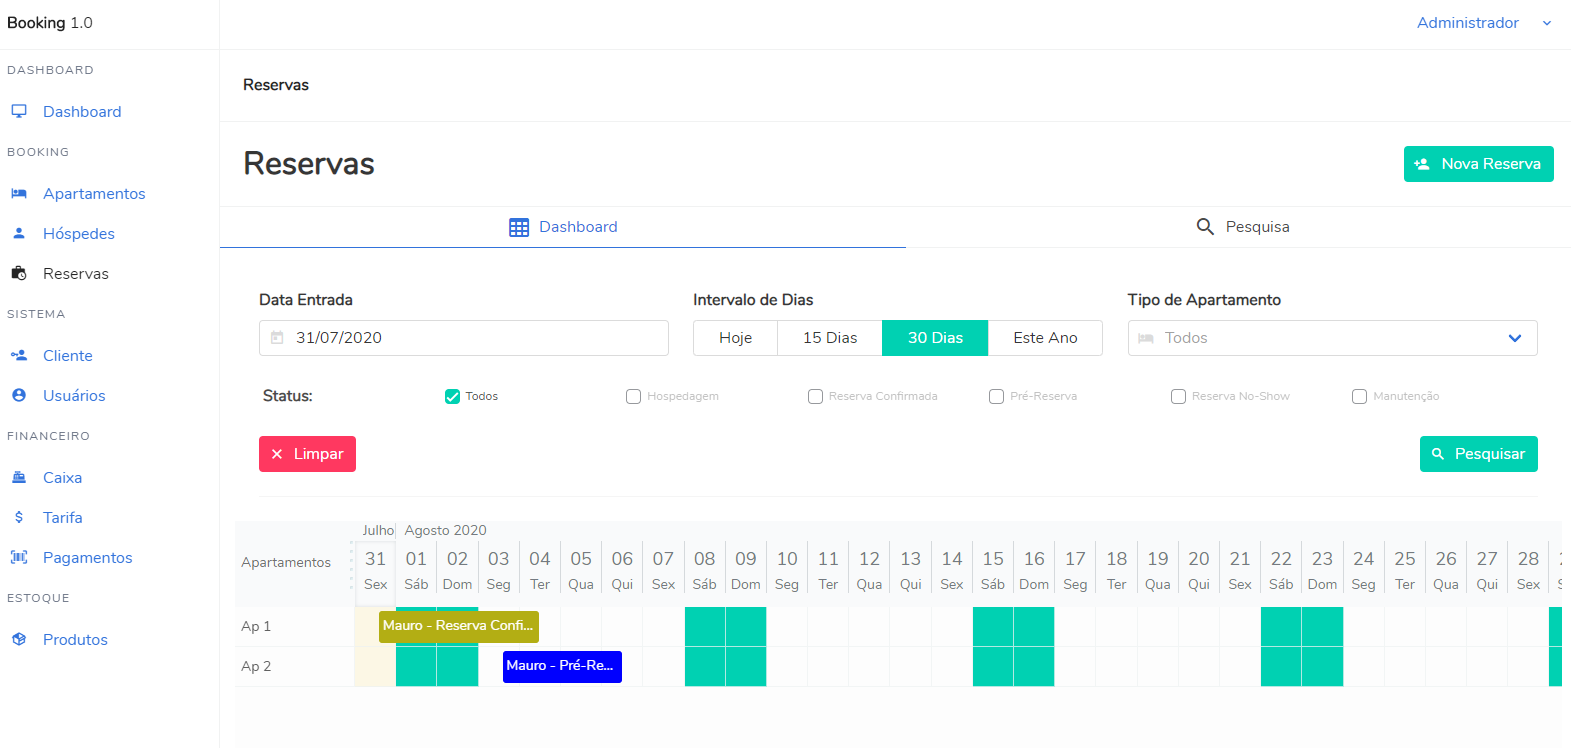 Booking 1.0
Administrador
DASHBOARD
Dashboard
BOOKING
Apartamentos
Hóspedes
Reservas
SISTEMA
Cliente
Usuários
FINANCEIRO
Caixa
Tarifa
Pagamentos
ESTOQUE
Produtos
Reservas
Reservas
Nova Reserva
Dashboard Pesquisa
Data Entrada Intervalo de Dias Tipo de Apartamento
31/07/2020 Hoje 15 Dias 30 Dias Este Ano Todos
Status: Todos Hospedagem Reserva Confirmada Pré-Reserva Reserva No-Show Manutenção
Limpar Pesquisar
Julho Agosto 2020
Apartamentos
31 01 02 03 04 05 06 07 08 09 10 11 12 13 14 15 16 17 18 19 20 21 22 23 24 25 26 27 28
Sex Sáb Dom Seg Ter Qua Qui Sex Sáb Dom Seg Ter Qua Qui Sex Sáb Dom Seg Ter Qua Qui Sex Sáb Dom Seg Ter Qua Qui Sex
Ap 1 Mauro - Reserva Confi...
Ap 2 Mauro - Pré-Re...